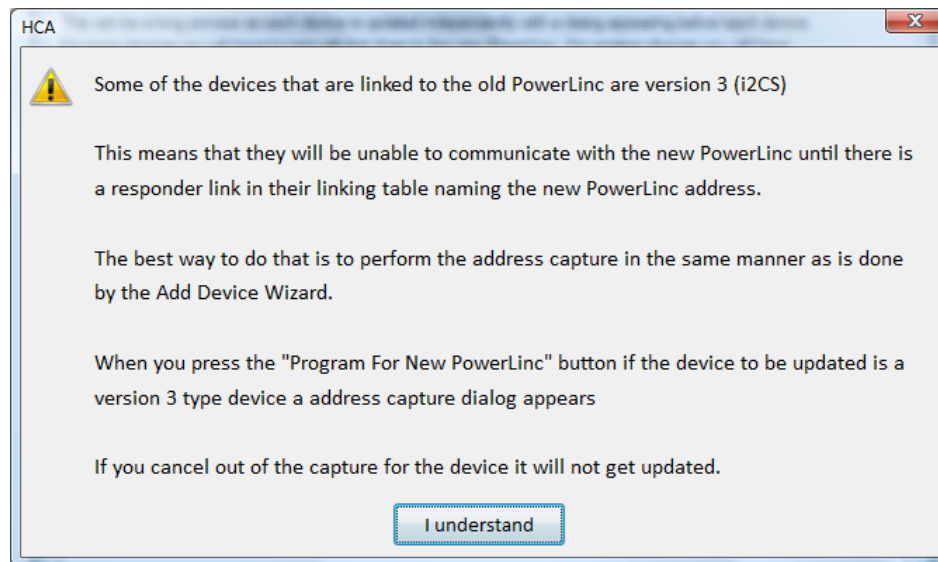 HCA
Some of the devices that are linked to the old PowerLinc are version 3 (i2CS)
This means that they will be unable to communicate with the new PowerLinc until there is
a responder link in their linking table naming the new PowerLinc address.
The best way to do that is to perform the address capture in the same manner as is done
by the Add Device Wizard.
When you press the "Program For New PowerLinc" button if the device to be updated is a
version 3 type device a address capture dialog appears
If you cancel out of the capture for the device it will not get updated.
I understand